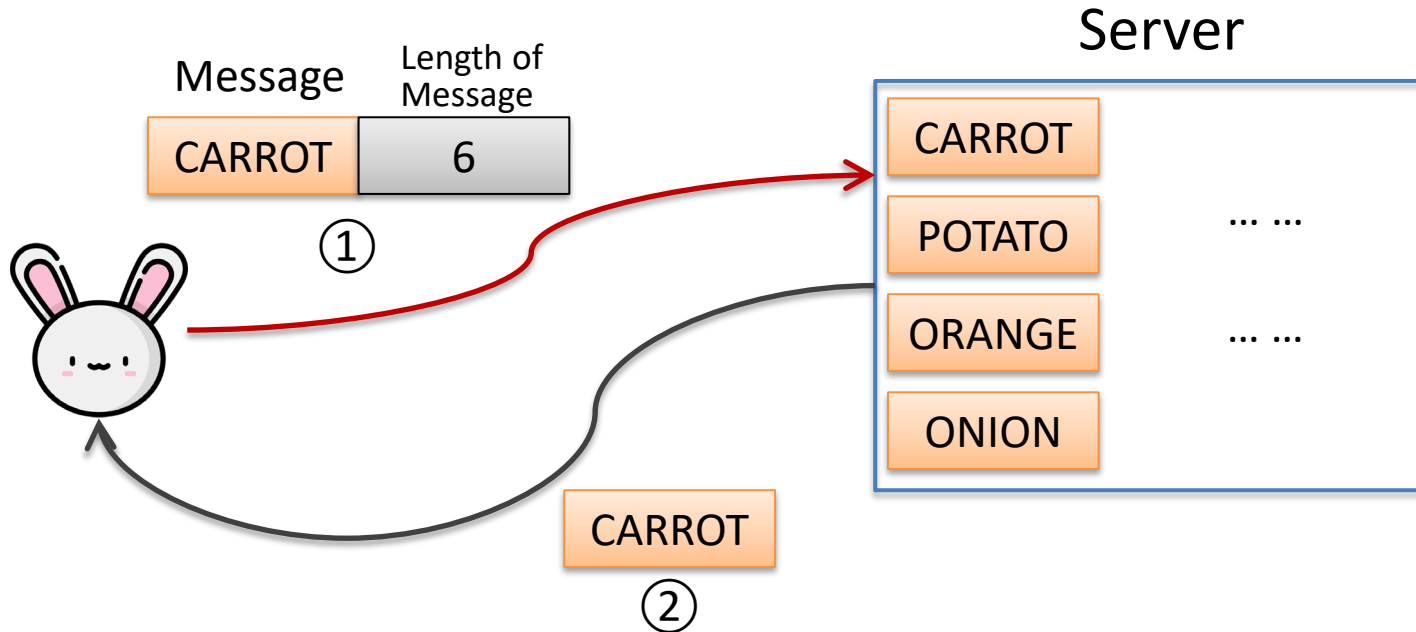 Server
Message
Length of
Message
CARROT
6
①
CARROT
POTATO
... ...
ORANGE
... ...
ONION
CARROT
②